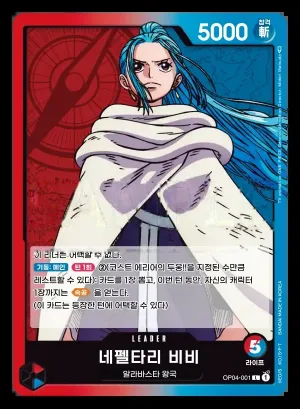 5000
참격
斬
이 리더는 어택할 수 없다.
기동: 메인 턴 1회 ②(코스트 에리어의 두웅!!을 지정된 수만큼
레스트할 수 있다): 카드를 1장 뽑고, 이번 턴 동안, 자신의 캐릭터
1장까지는 속공 을 얻는다.
(이 카드는 등장한 턴에 어택할 수 있다)
LEADER
네펠타리 비비
알라바스타 왕국
5
라이프
OP04-001 L 1